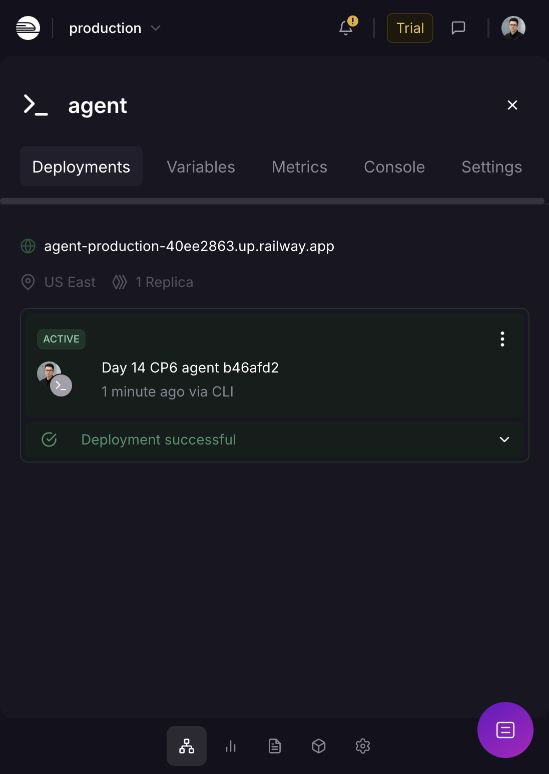 production
!
Trial
agent
Deployments Variables Metrics Console Settings
agent-production-40ee2863.up.railway.app
US East 1 Replica
ACTIVE
Day 14 CP6 agent b46afd2
1 minute ago via CLI
Deployment successful